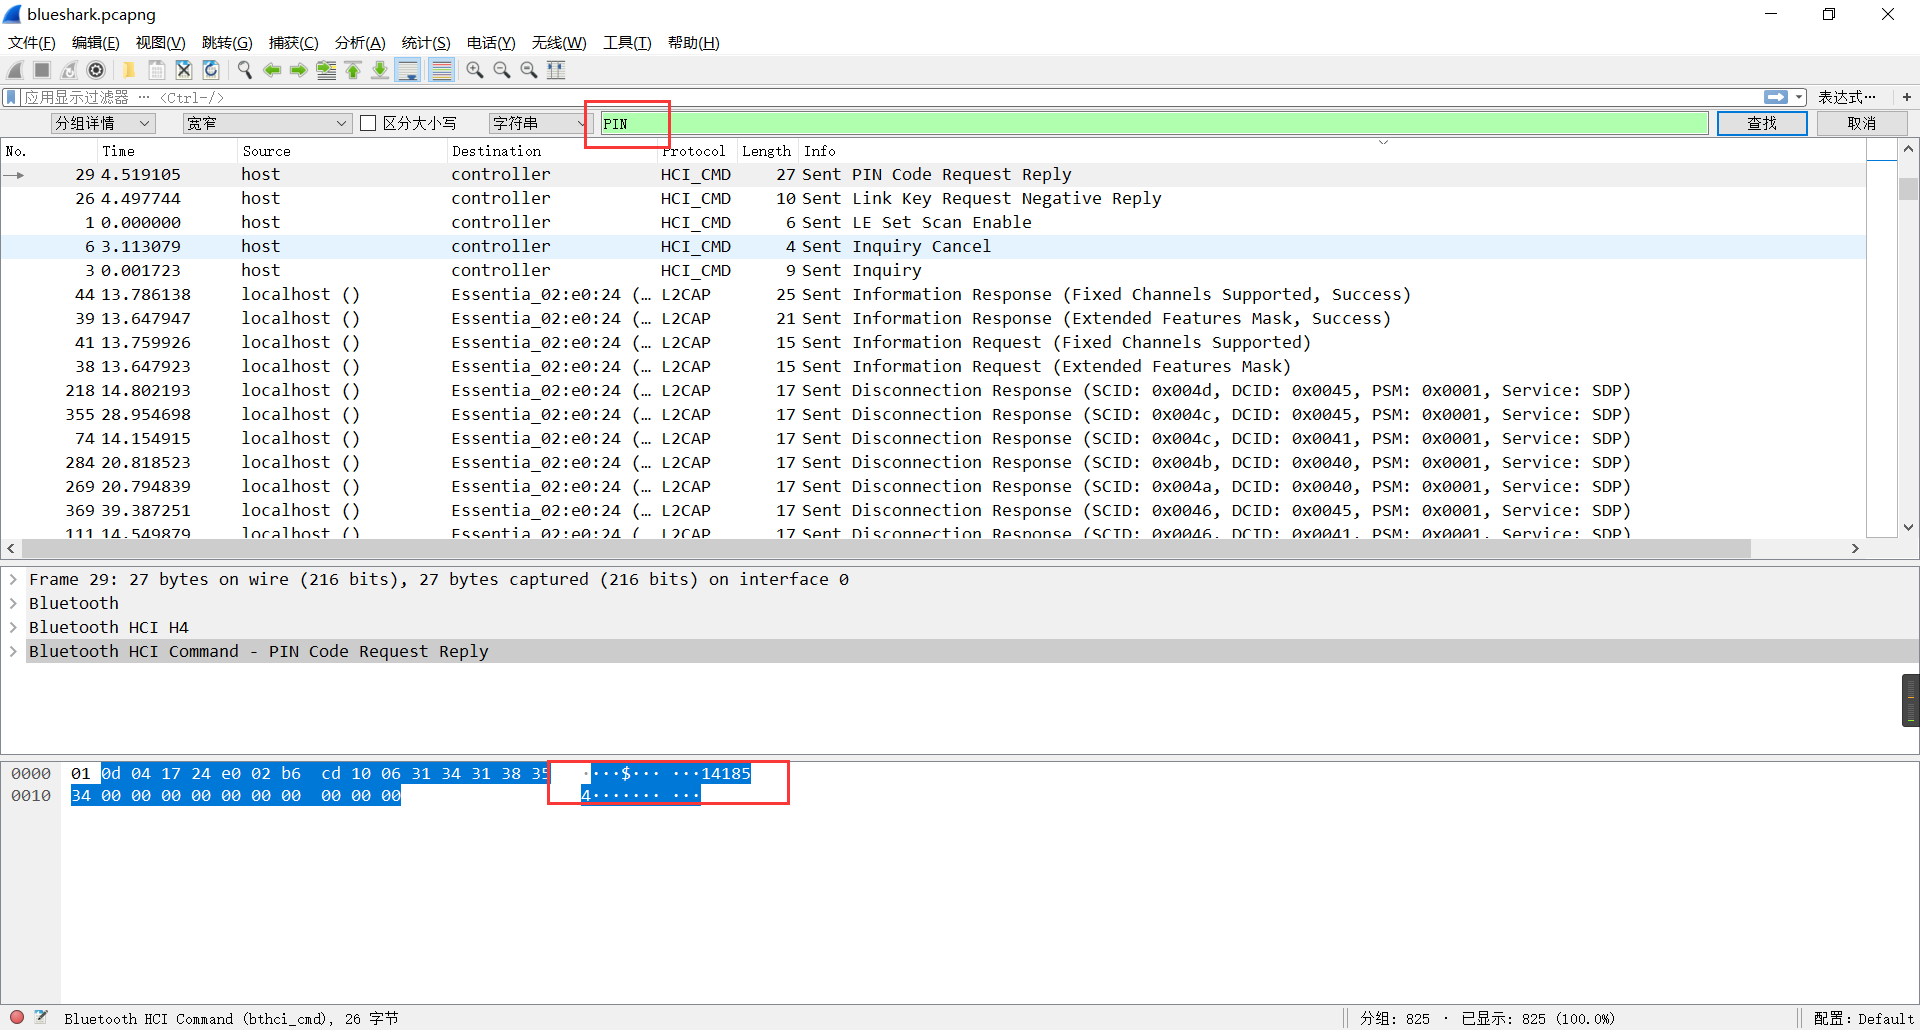 blueshark.pcapng
文件(F) 编辑(E) 视图(V) 跳转(G) 捕获(C) 分析(A) 统计(S) 电话(Y) 无线(W) 工具(T) 帮助(H)
应用显示过滤器 ··· <Ctrl-/> 表达式··· +
分组详情 宽窄 区分大小写 字符串 PIN 查找 取消
No. Time Source Destination Protocol Length Info
29 4.519105 host controller HCI_CMD 27 Sent PIN Code Request Reply
26 4.497744 host controller HCI_CMD 10 Sent Link Key Request Negative Reply
1 0.000000 host controller HCI_CMD 6 Sent LE Set Scan Enable
6 3.113079 host controller HCI_CMD 4 Sent Inquiry Cancel
3 0.001723 host controller HCI_CMD 9 Sent Inquiry
44 13.786138 localhost () Essentia_02:e0:24 (… L2CAP 25 Sent Information Response (Fixed Channels Supported, Success)
39 13.647947 localhost () Essentia_02:e0:24 (… L2CAP 21 Sent Information Response (Extended Features Mask, Success)
41 13.759926 localhost () Essentia_02:e0:24 (… L2CAP 15 Sent Information Request (Fixed Channels Supported)
38 13.647923 localhost () Essentia_02:e0:24 (… L2CAP 15 Sent Information Request (Extended Features Mask)
218 14.802193 localhost () Essentia_02:e0:24 (… L2CAP 17 Sent Disconnection Response (SCID: 0x004d, DCID: 0x0045, PSM: 0x0001, Service: SDP)
355 28.954698 localhost () Essentia_02:e0:24 (… L2CAP 17 Sent Disconnection Response (SCID: 0x004c, DCID: 0x0045, PSM: 0x0001, Service: SDP)
74 14.154915 localhost () Essentia_02:e0:24 (… L2CAP 17 Sent Disconnection Response (SCID: 0x004c, DCID: 0x0041, PSM: 0x0001, Service: SDP)
284 20.818523 localhost () Essentia_02:e0:24 (… L2CAP 17 Sent Disconnection Response (SCID: 0x004b, DCID: 0x0040, PSM: 0x0001, Service: SDP)
269 20.794839 localhost () Essentia_02:e0:24 (… L2CAP 17 Sent Disconnection Response (SCID: 0x004a, DCID: 0x0040, PSM: 0x0001, Service: SDP)
369 39.387251 localhost () Essentia_02:e0:24 (… L2CAP 17 Sent Disconnection Response (SCID: 0x0046, DCID: 0x0045, PSM: 0x0001, Service: SDP)
111 14.549879 localhost () Essentia_02:e0:24 (… L2CAP 17 Sent Disconnection Response (SCID: 0x0046, DCID: 0x0041, PSM: 0x0001, Service: SDP)
Frame 29: 27 bytes on wire (216 bits), 27 bytes captured (216 bits) on interface 0
Bluetooth
Bluetooth HCI H4
Bluetooth HCI Command - PIN Code Request Reply
0000 01 0d 04 17 24 e0 02 b6 cd 10 06 31 34 31 38 35 ····$··· ···14185
0010 34 00 00 00 00 00 00 00 00 00 00 4······· ···
Bluetooth HCI Command (bthci_cmd), 26 字节 分组: 825 · 已显示: 825 (100.0%) 配置: Default